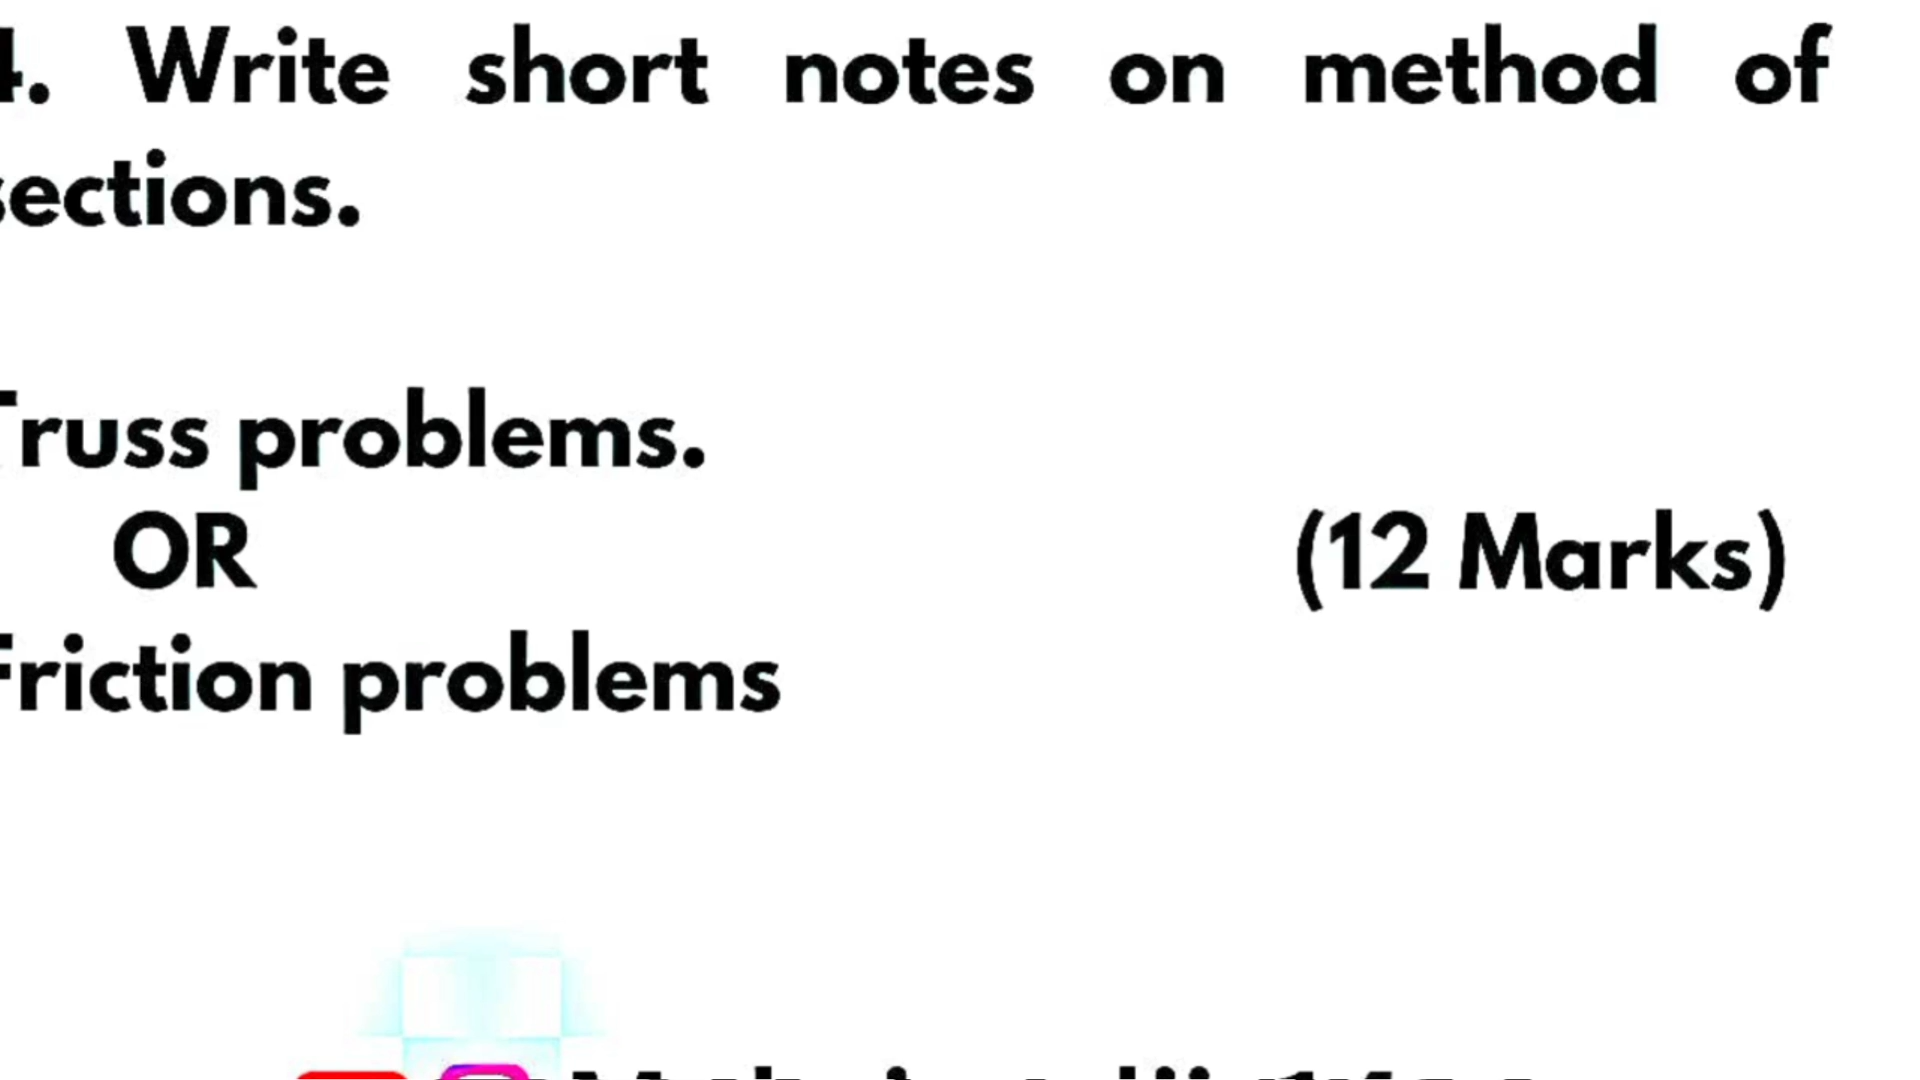 4. Write short notes on method of
sections.
Truss problems.
OR (12 Marks)
Friction problems